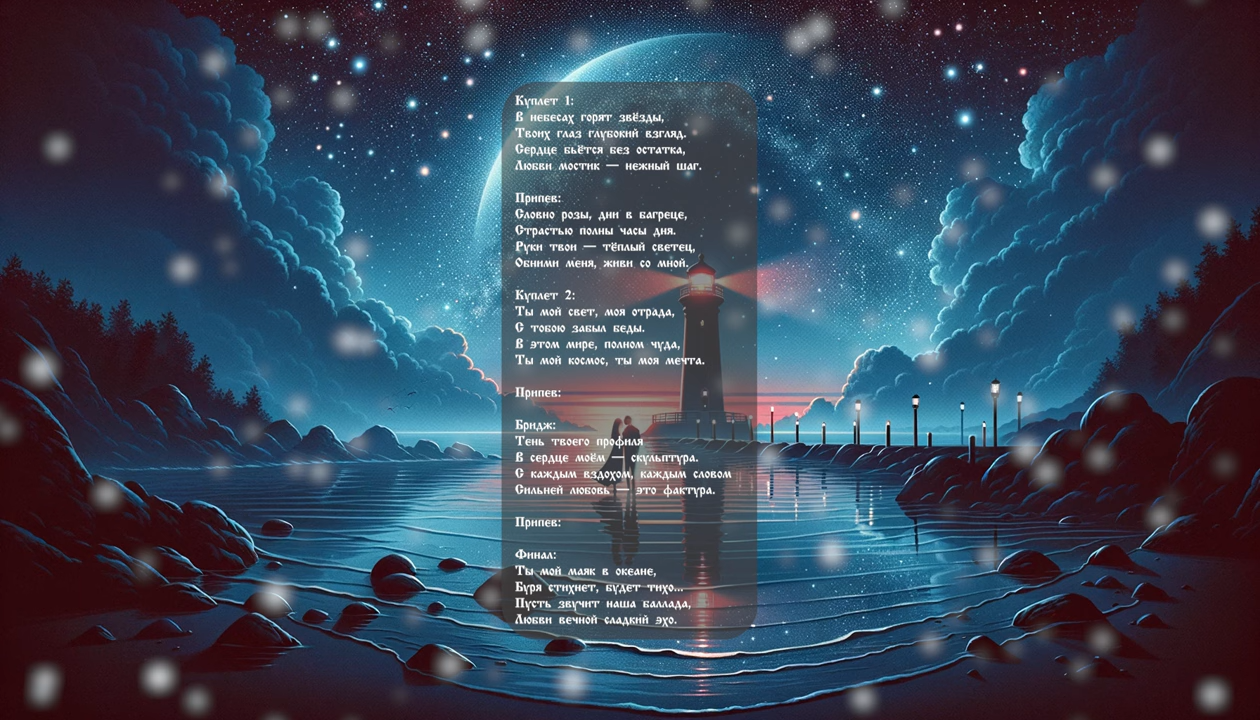 Куплет 1:
В небесах горят звёзды,
Твоих глаз глубокий взгляд.
Сердце бьётся без остатка,
Любви мостик — нежный шаг.
Припев:
Словно розы, дни в багреце,
Страстью полны часы дня.
Руки твои — тёплый светец,
Обними меня, живи со мной.
Куплет 2:
Ты мой свет, моя отрада,
С тобою забыл беды.
В этом мире, полном чуда,
Ты мой космос, ты моя мечта.
Припев:
Бридж:
Тень твоего профиля
В сердце моём — скульптура.
С каждым вздохом, каждым словом
Сильней любовь — это фактура.
Припев:
Финал:
Ты мой маяк в океане,
Буря стихнет, будет тихо...
Пусть звучит наша баллада,
Любви вечной сладкий эхо.